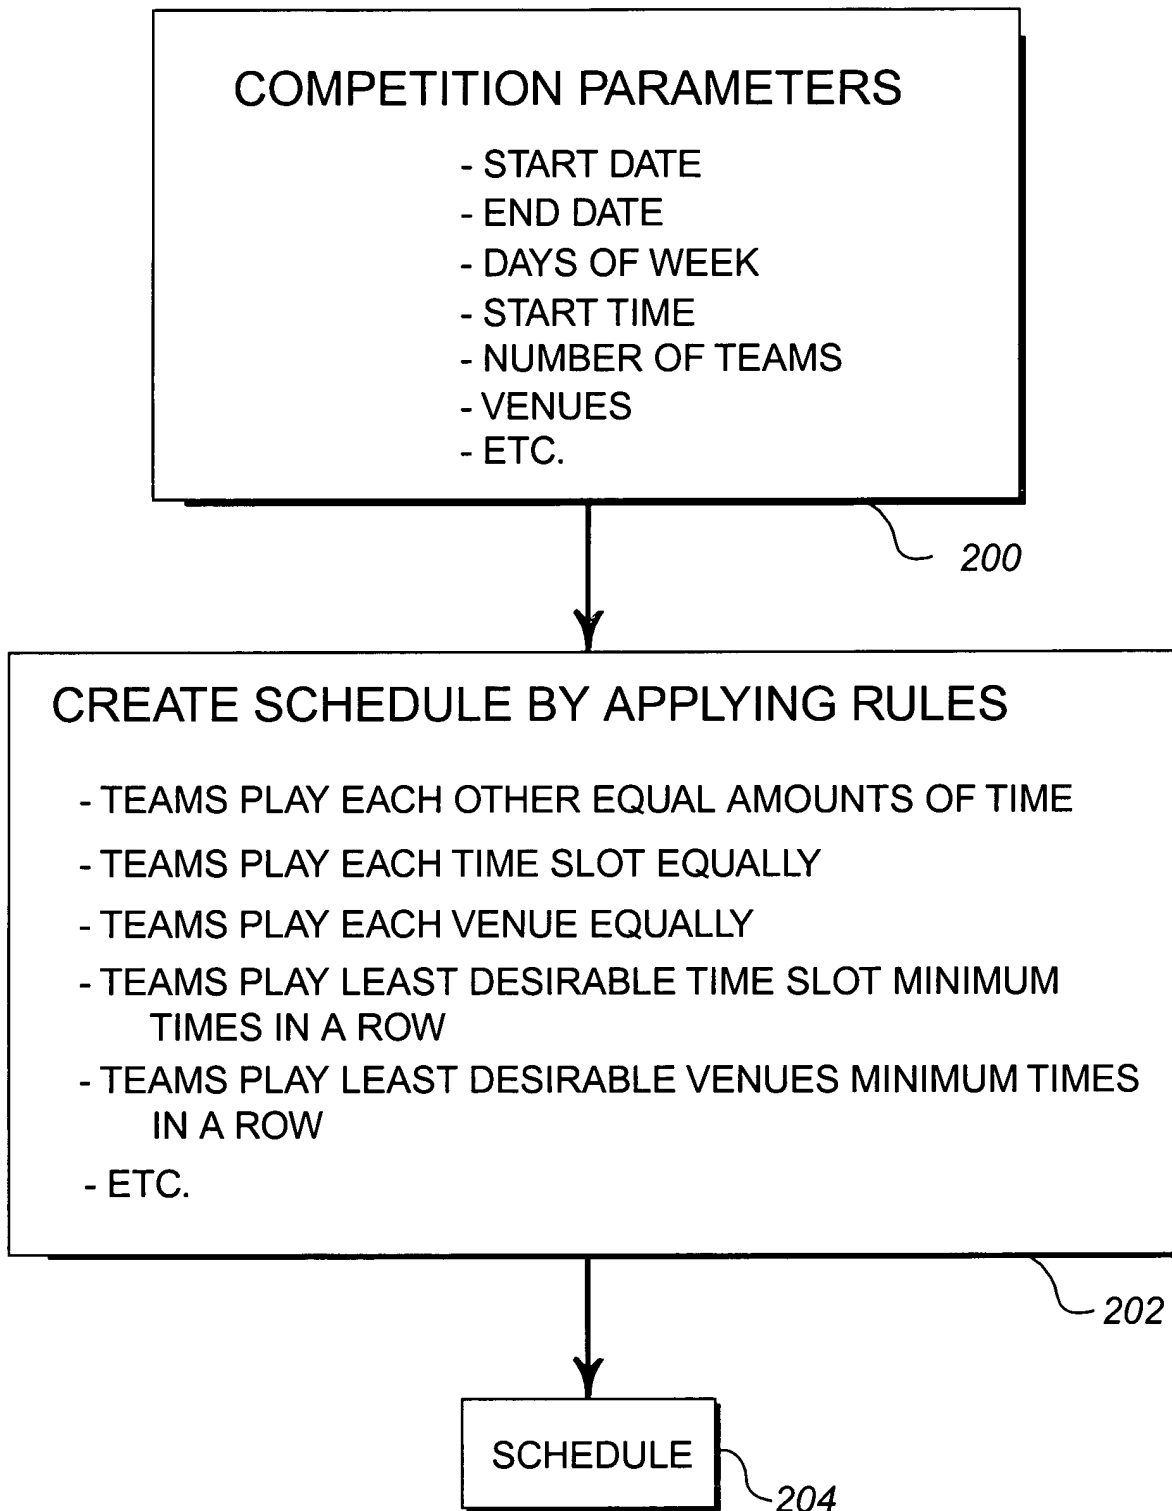 COMPETITION PARAMETERS
- START DATE
- END DATE
- DAYS OF WEEK
- START TIME
- NUMBER OF TEAMS
- VENUES
- ETC.
200
CREATE SCHEDULE BY APPLYING RULES
- TEAMS PLAY EACH OTHER EQUAL AMOUNTS OF TIME
- TEAMS PLAY EACH TIME SLOT EQUALLY
- TEAMS PLAY EACH VENUE EQUALLY
- TEAMS PLAY LEAST DESIRABLE TIME SLOT MINIMUM
TIMES IN A ROW
- TEAMS PLAY LEAST DESIRABLE VENUES MINIMUM TIMES
IN A ROW
- ETC.
202
SCHEDULE
204